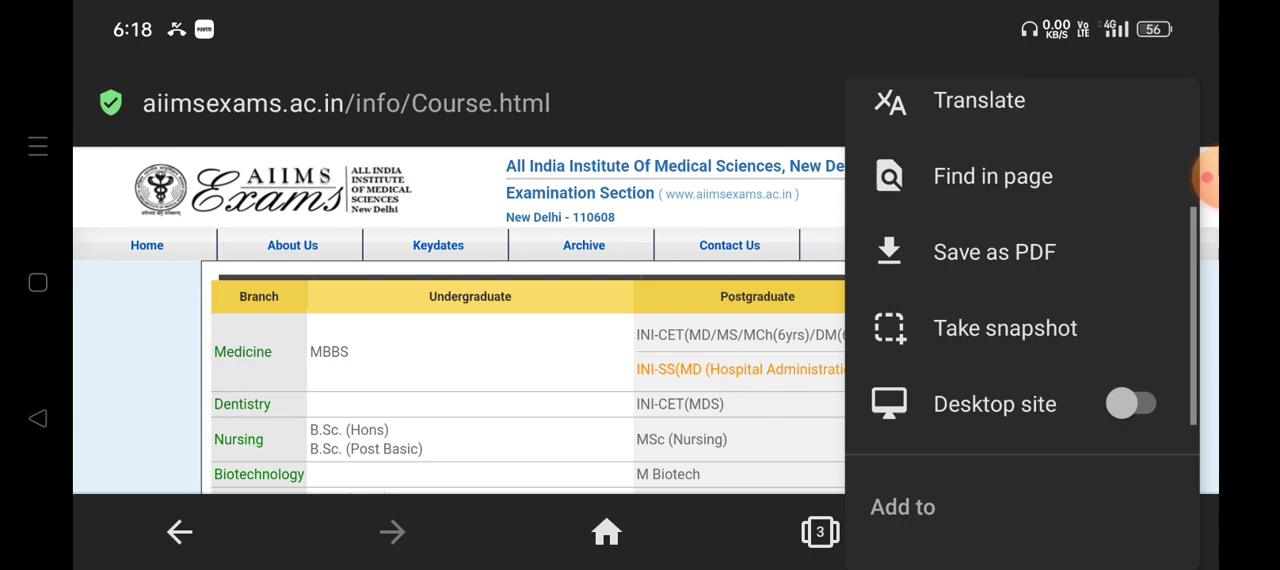 6:18 paytm 0.00 KB/S Vo LTE 4G 56
aiimsexams.ac.in/info/Course.html
AIIMS Exams
ALL INDIA
INSTITUTE
OF MEDICAL
SCIENCES
New Delhi
All India Institute Of Medical Sciences, New De
Examination Section ( www.aiimsexams.ac.in )
New Delhi - 110608
Home About Us Keydates Archive Contact Us
Branch Undergraduate Postgraduate
Medicine MBBS INI-CET(MD/MS/MCh(6yrs)/DM(
INI-SS(MD (Hospital Administrati
Dentistry INI-CET(MDS)
Nursing B.Sc. (Hons)
B.Sc. (Post Basic) MSc (Nursing)
Biotechnology M Biotech
Translate
Find in page
Save as PDF
Take snapshot
Desktop site
Add to
3